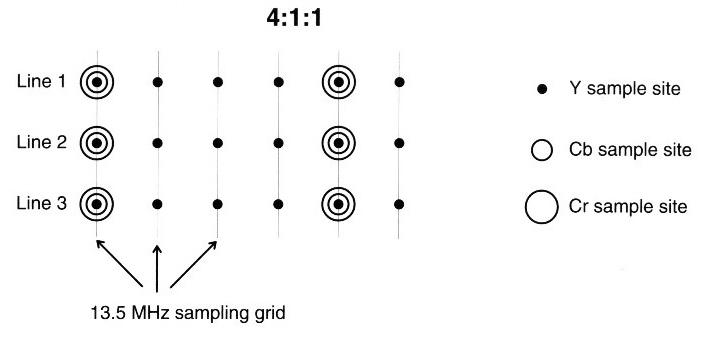 4:1:1
Line 1
Line 2
Line 3
Y sample site
Cb sample site
Cr sample site
13.5 MHz sampling grid